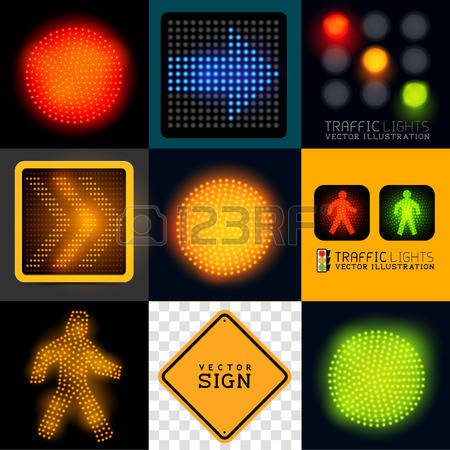 TRAFFIC LIGHTS
VECTOR ILLUSTRATION
123RF
TRAFFIC LIGHTS
VECTOR ILLUSTRATION
VECTOR
SIGN